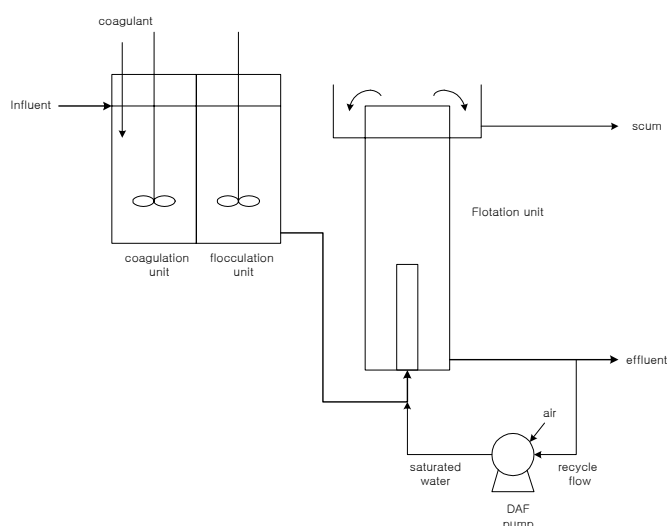 coagulant
Influent
scum
Flotation unit
coagulation
unit
flocculation
unit
effluent
air
saturated
water
recycle
flow
DAF
pump